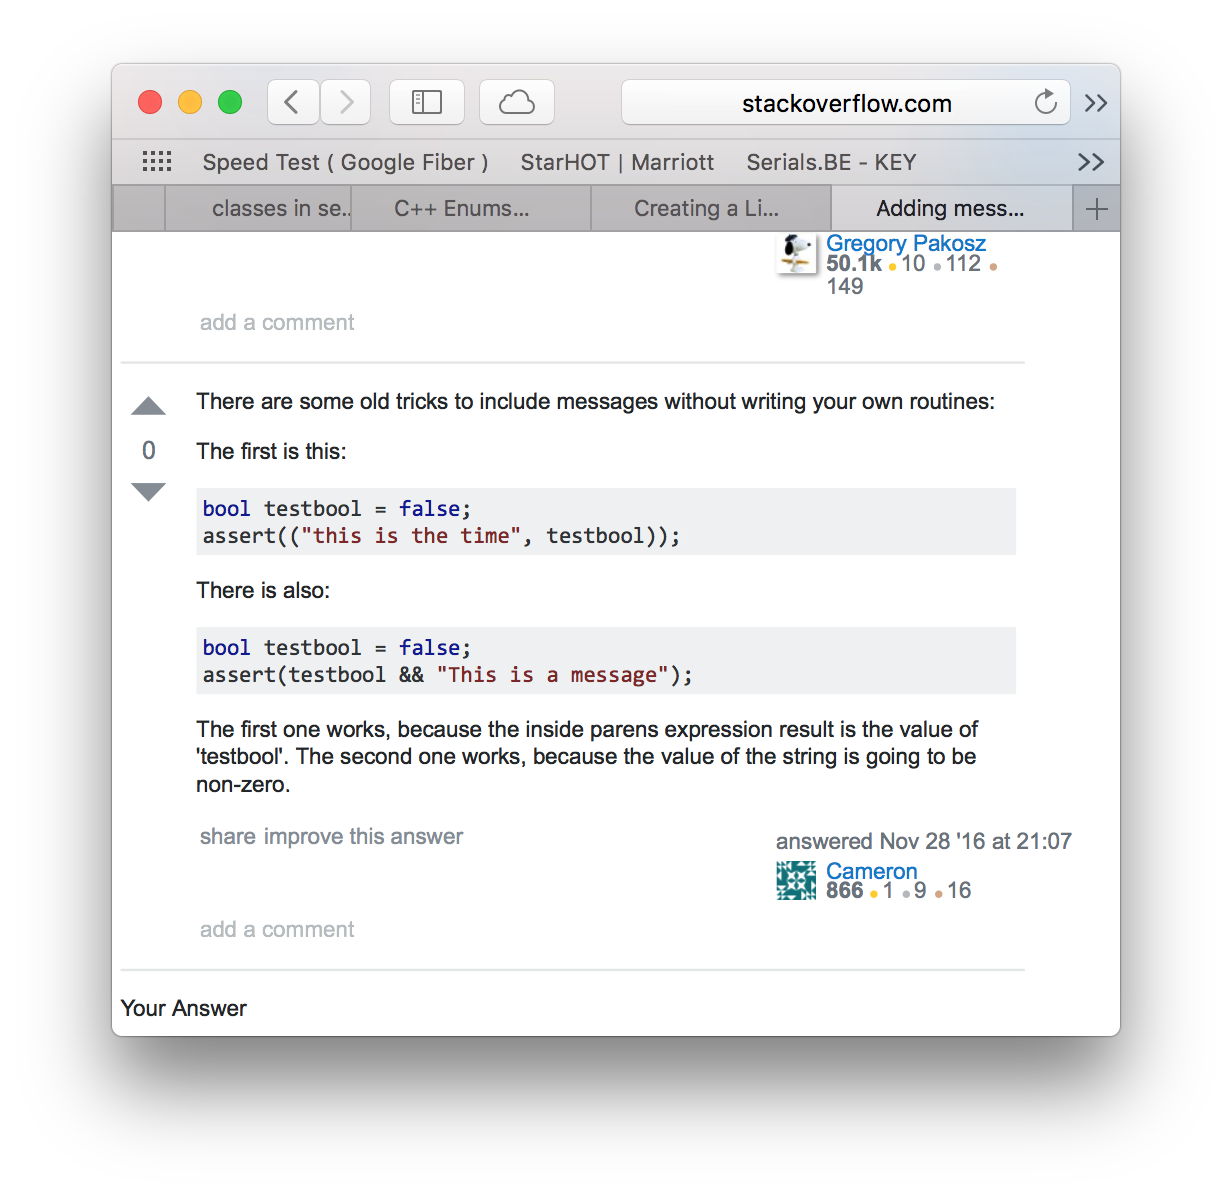 stackoverflow.com
Speed Test ( Google Fiber ) StarHOT | Marriott Serials.BE - KEY
classes in se.. C++ Enums... Creating a Li... Adding mess...
Gregory Pakosz
50.1k 10 112
149
add a comment
There are some old tricks to include messages without writing your own routines:
0
The first is this:
bool testbool = false;
assert(("this is the time", testbool));
There is also:
bool testbool = false;
assert(testbool && "This is a message");
The first one works, because the inside parens expression result is the value of
'testbool'. The second one works, because the value of the string is going to be
non-zero.
share improve this answer
answered Nov 28 '16 at 21:07
Cameron
866 1 9 16
add a comment
Your Answer